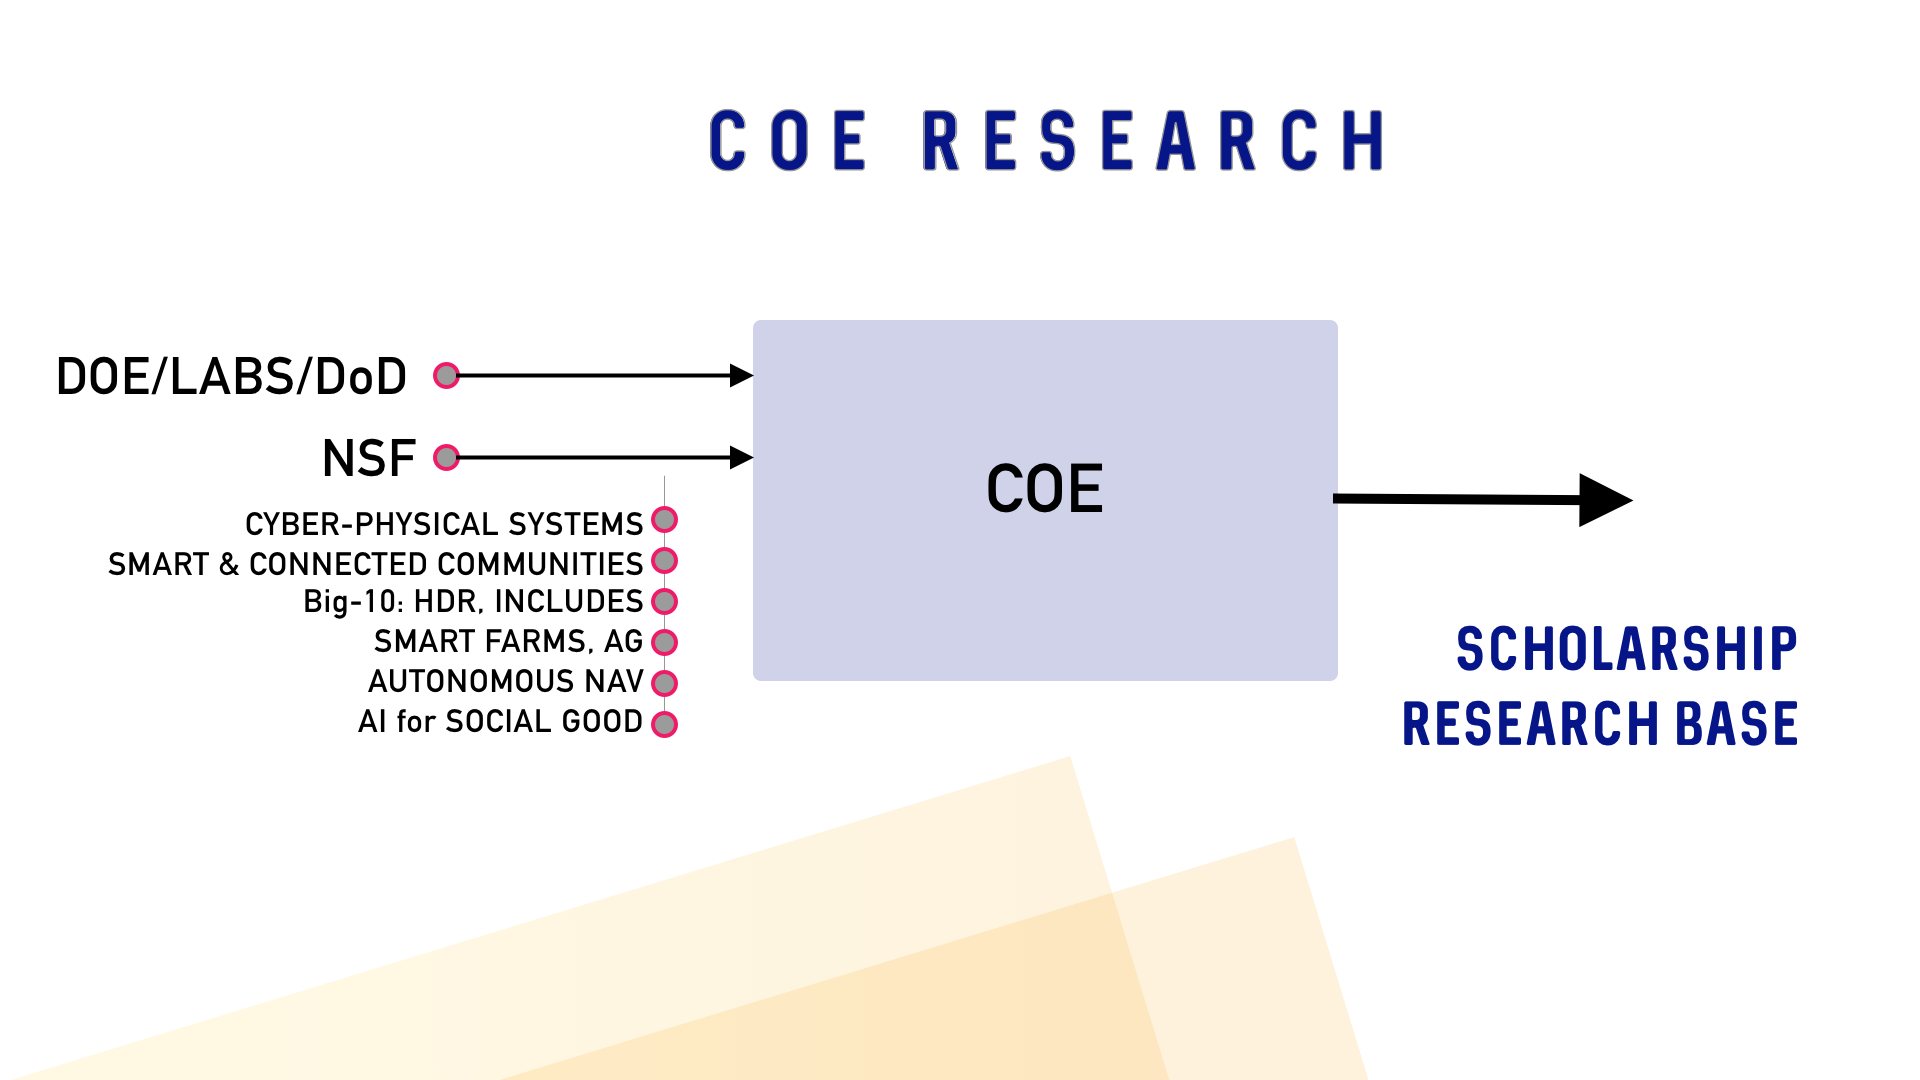 COE RESEARCH
DOE/LABS/DoD
NSF
CYBER-PHYSICAL SYSTEMS
SMART & CONNECTED COMMUNITIES
Big-10: HDR, INCLUDES
SMART FARMS, AG
AUTONOMOUS NAV
AI for SOCIAL GOOD
COE
SCHOLARSHIP
RESEARCH BASE